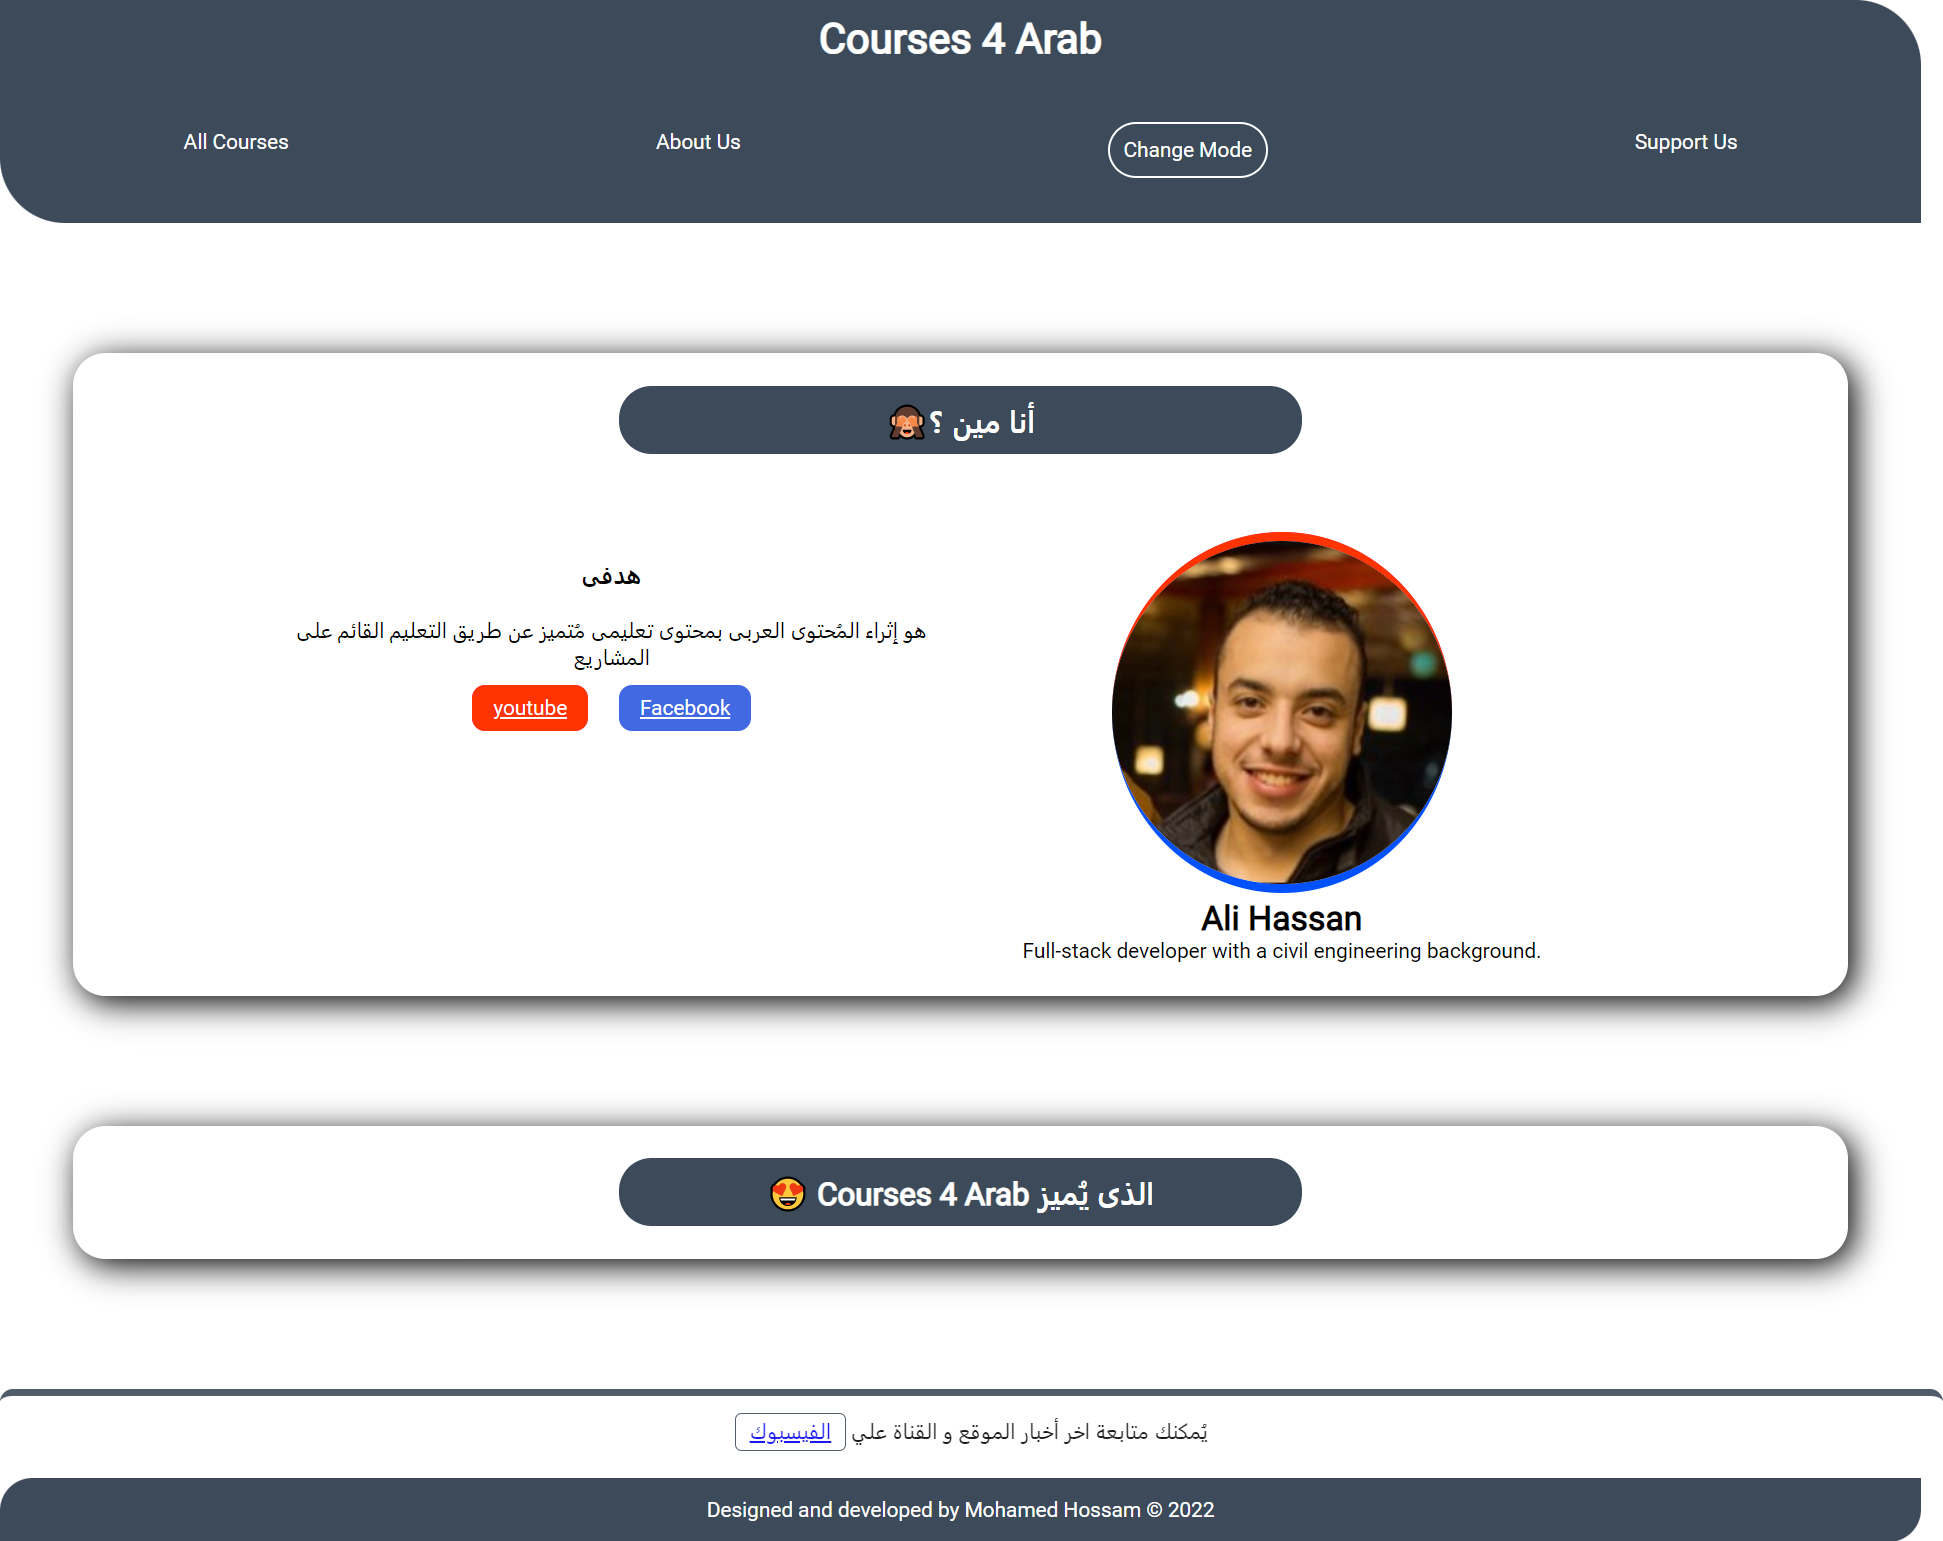 Courses 4 Arab
All Courses
About Us
Change Mode
Support Us
أنا مين ؟🙈
هدفى
هو إثراء المُحتوى العربى بمحتوى تعليمى مُتميز عن طريق التعليم القائم على
المشاريع
youtube
Facebook
Ali Hassan
Full-stack developer with a civil engineering background.
الذى يُميز Courses 4 Arab 😍
يُمكنك متابعة اخر أخبار الموقع و القناة علي الفيسبوك
Designed and developed by Mohamed Hossam © 2022